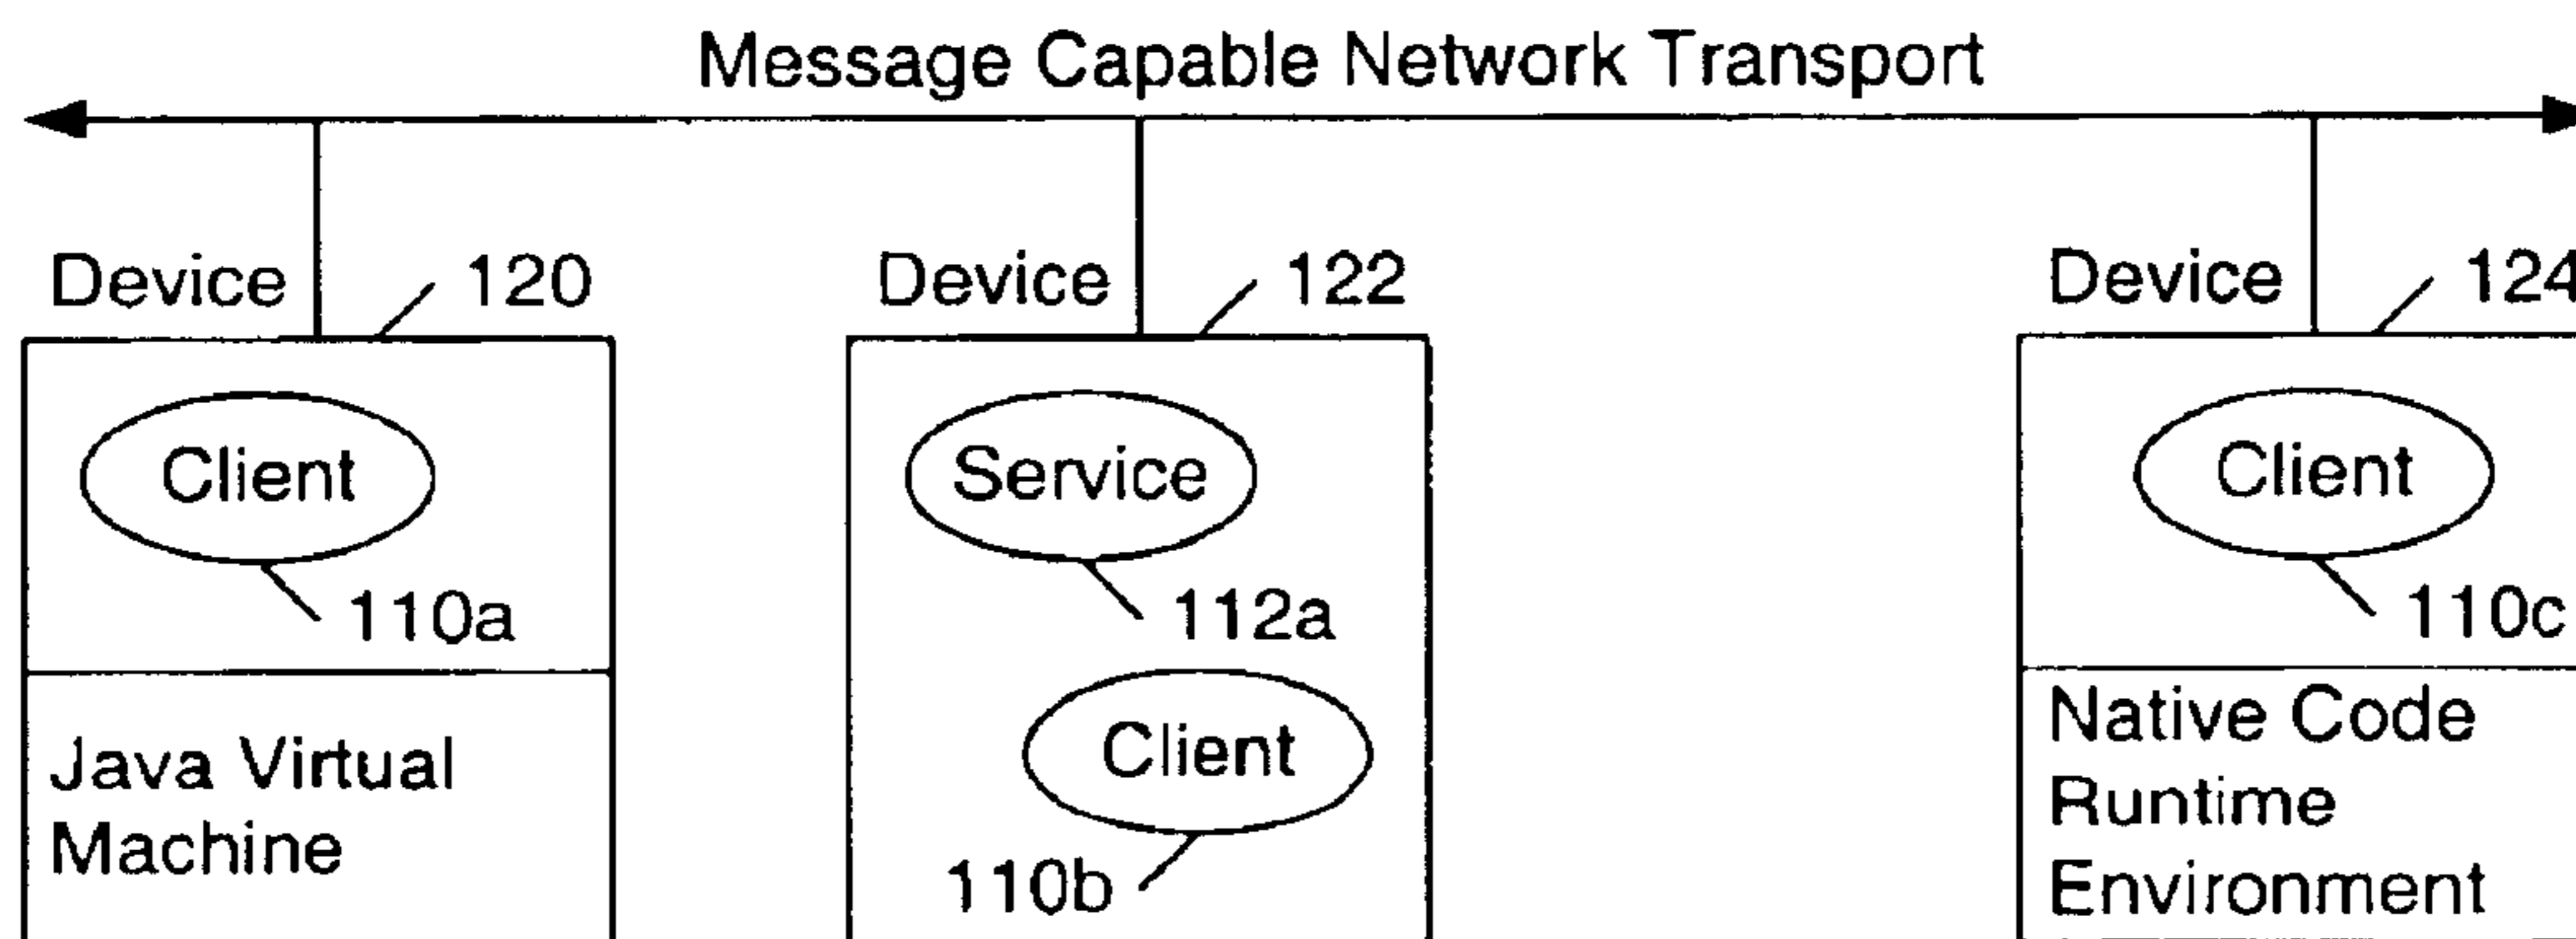 Message Capable Network Transport
Device 120
Device 122
Device 124
Client
110a
Java Virtual
Machine
Service
112a
Client
110b
Client
110c
Native Code
Runtime
Environment